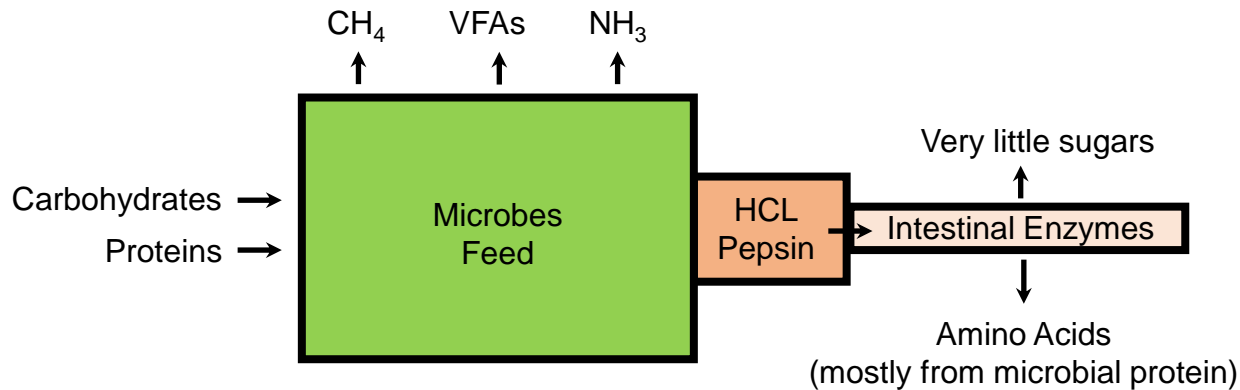 CH₄ VFAs NH₃
Carbohydrates
Proteins
Microbes
Feed
HCL
Pepsin
Very little sugars
Intestinal Enzymes
Amino Acids
(mostly from microbial protein)